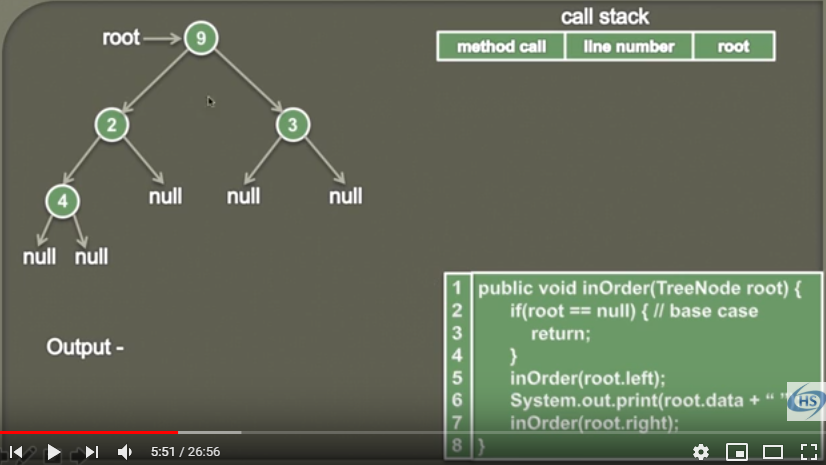 call stack
root
9
method call
line number
root
2
3
4
null
null
null
null
null
1 public void inOrder(TreeNode root) {
2 if(root == null) { // base case
3 return;
4 }
5 inOrder(root.left);
6 System.out.print(root.data + “ ”
7 inOrder(root.right);
8 }
Output -
HS
5:51 / 26:56